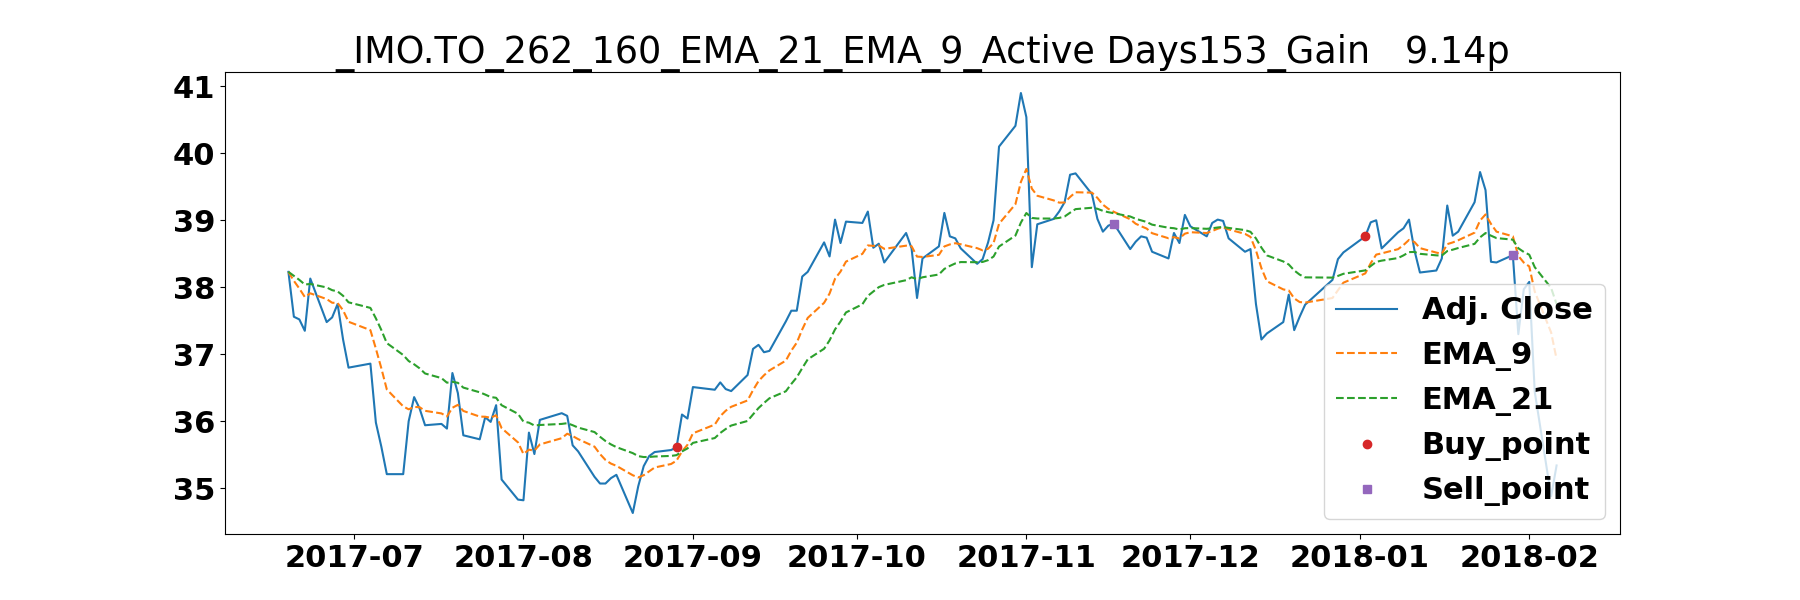 _IMO.TO_262_160_EMA_21_EMA_9_Active Days153_Gain   9.14p
41
40
39
38
37
36
35
Adj. Close
EMA_9
EMA_21
Buy_point
Sell_point
2017-07 2017-08 2017-09 2017-10 2017-11 2017-12 2018-01 2018-02